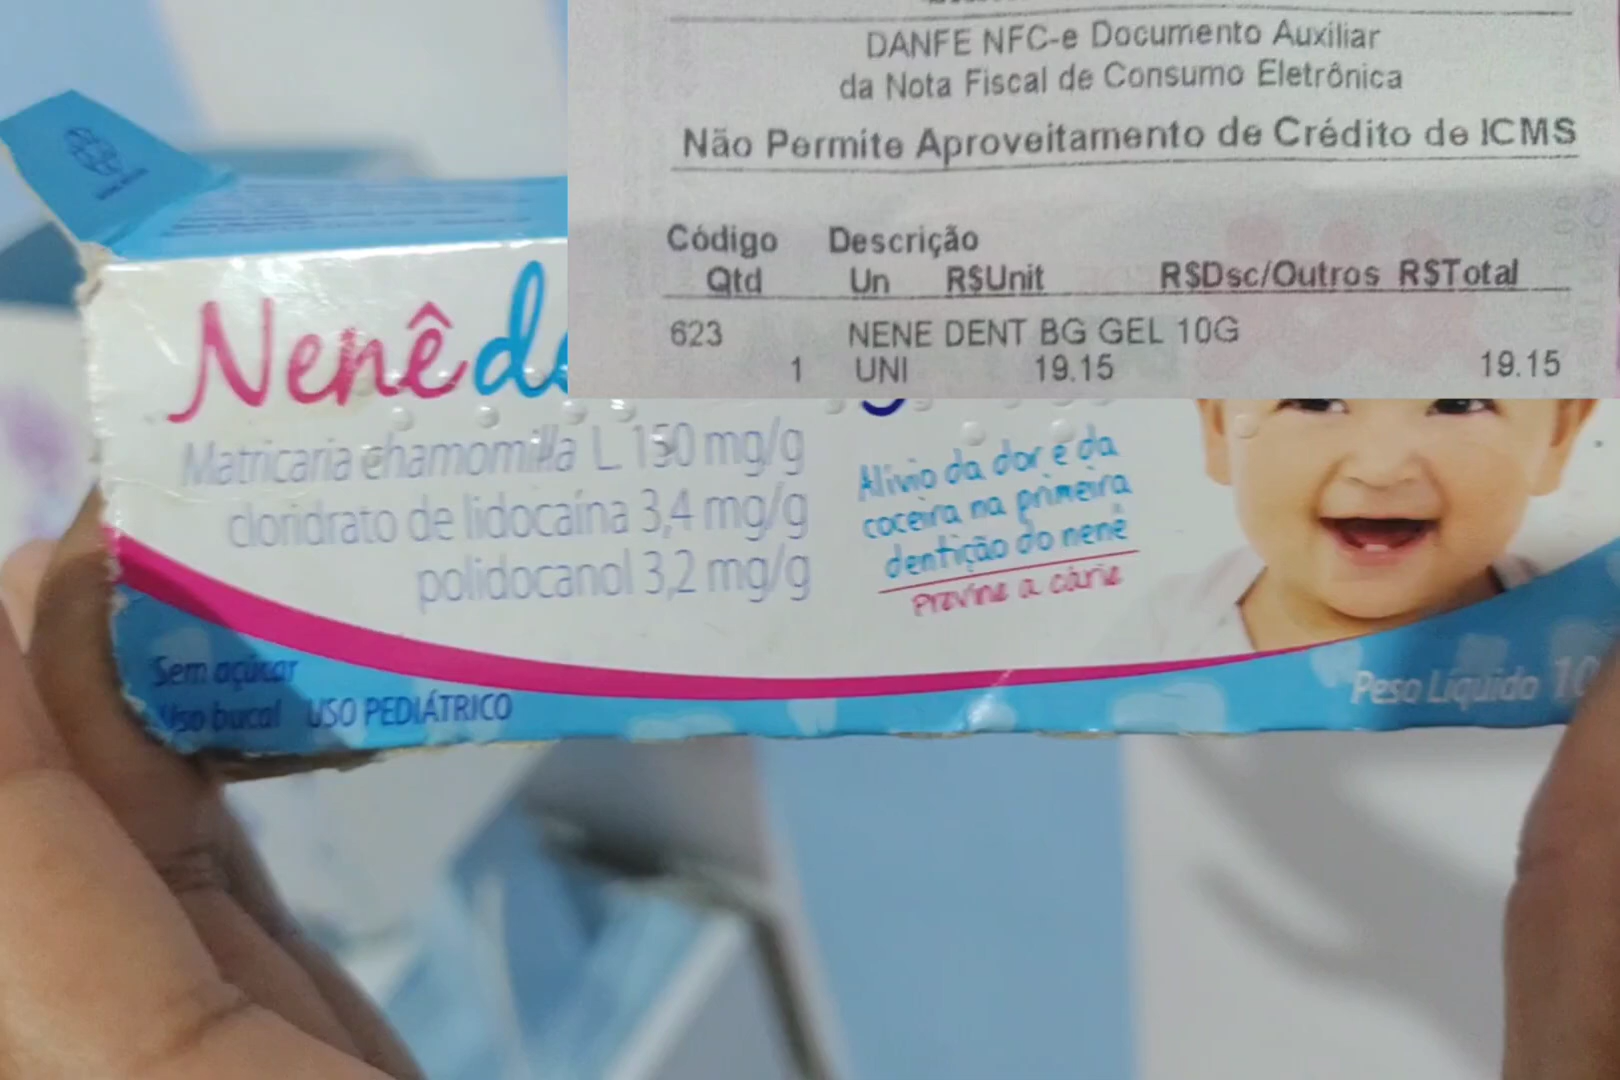 DANFE NFC-e Documento Auxiliar
da Nota Fiscal de Consumo Eletrônica
Não Permite Aproveitamento de Crédito de ICMS
Código Descrição
Qtd Un R$Unit R$Dsc/Outros R$Total
623 NENE DENT BG GEL 10G
1 UNI 19.15 19.15
Nenêd
Matricaria chamomilla L. 150 mg/g
cloridrato de lidocaína 3,4 mg/g
polidocanol 3,2 mg/g
Alívio da dor e da
coceira na primeira
dentição do nenê
Previne a cárie
Sem açúcar
Uso bucal USO PEDIÁTRICO
Peso Líquido 10